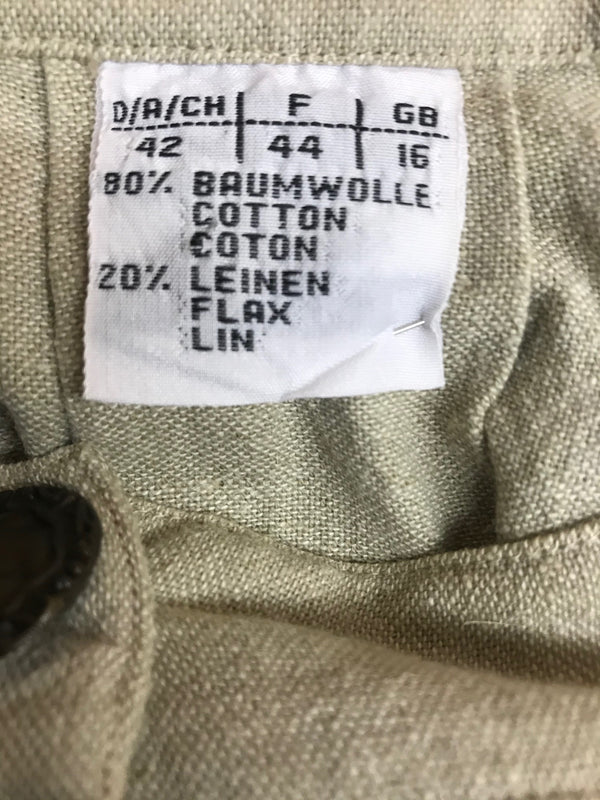 D/A/CH | F | GB
42 | 44 | 16
80% BAUMWOLLE
COTTON
COTON
20% LEINEN
FLAX
LIN